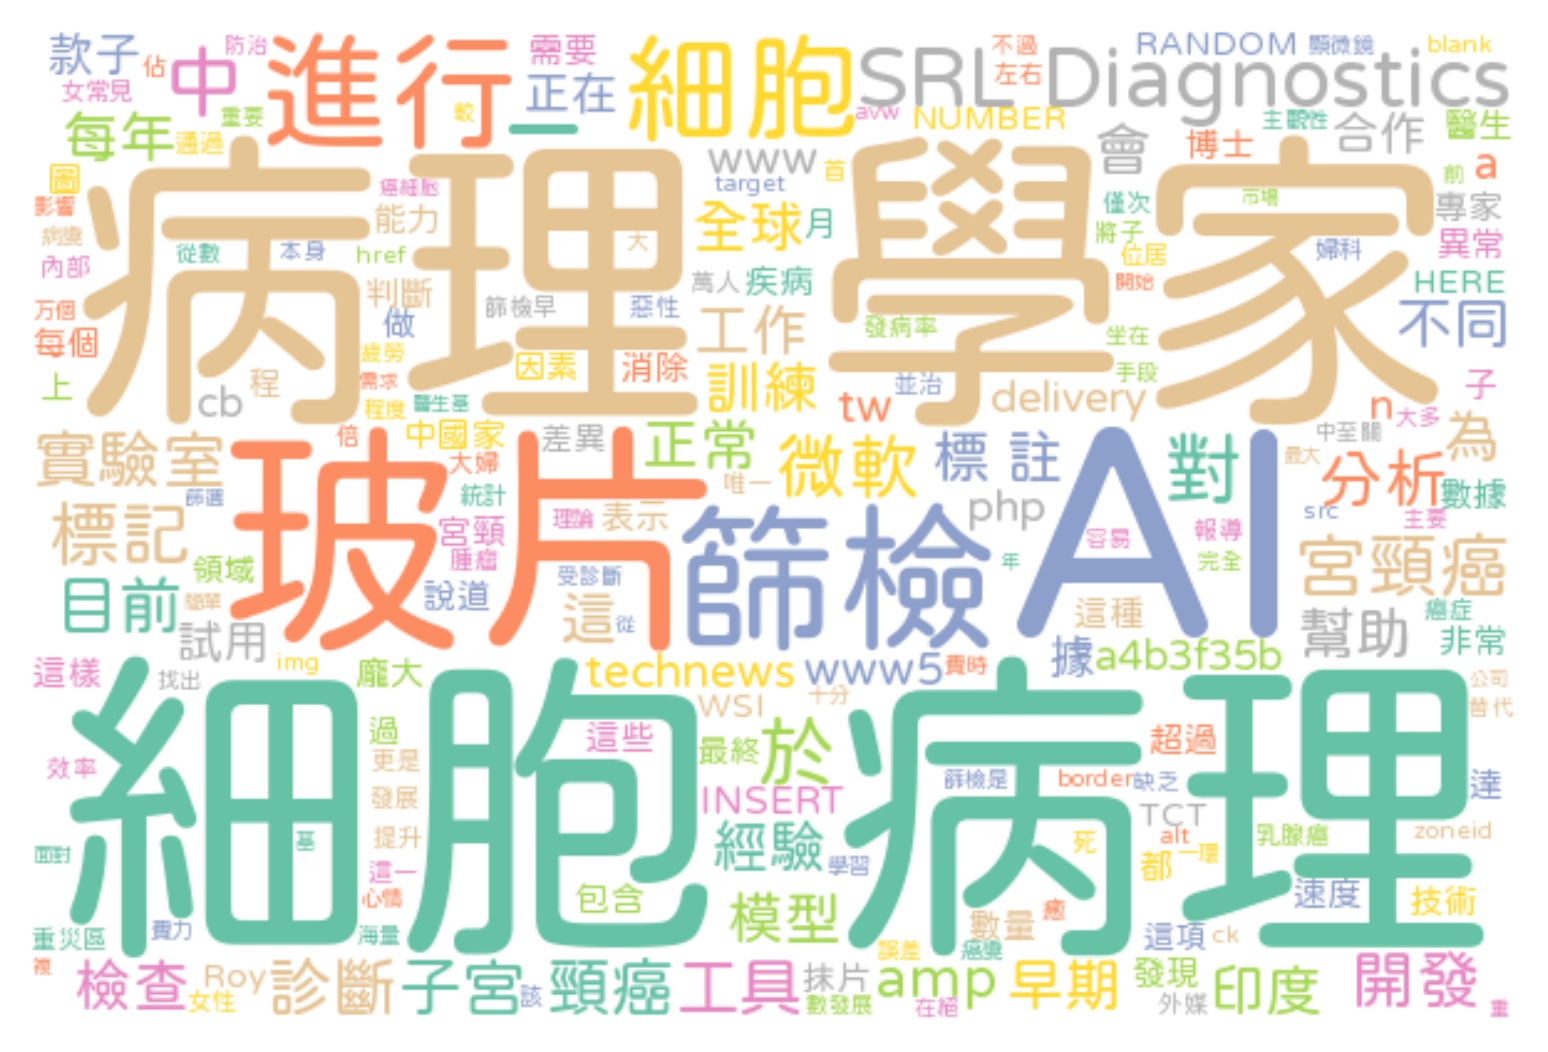 款子 佔 女常見 防治 中 進行 需要 正在 細胞 SRL Diagnostics 不過 左右 RANDOM 顯微鏡 blank
每年 通過 重要 較 一 avw NUMBER 會 博士 主觀性 合作 醫生
病理 學家
圖 影響 病變 內部 癌細胞 能力 從數 本身 href 大 www target 首 全球 月 僅次 將子 位居 市場 婦科 前 a 專家 異常
万個 每個 上 判斷 做 疲勞 需求 程度 醫生基 cb 程 篩檢早 惡性 因素 消除 萬人 疾病 工作 訓練 發病率 並治 tw delivery 開始 坐在 手段 HERE 不同 子 n 大多
實驗室 篩選 標記 倍 中國家 大婦 統計 差異 正常 唯一 微軟 標註 對 中至關 最大 分析 為 數據
玻片 篩檢 AI
宮頸 腫瘤 理論 表示 php 容易 報導 完全 src 主要 宮頸癌
目前 領域 簡單 試用 說道 受診斷 這 從 年 這種 幫助 癌症 非常
這樣 找出 img 龐大 technews www5 費時 據 a4b3f35b 公司 替代
細胞 病理
效率 過 更是 發展 提升 這一 心情 基 這些 WSI 十分 最終 於 INSERT 經驗 學習 篩檢是 border 缺乏 超過 TCT alt 死 都 一環 乳腺癌 達 zoneid
面對 重災區 費力 海量 包含 模型 數量 癒 這項 ck 速度 技術
複 檢查 Roy 女性 診斷 子宮 該 頸癌 工具 抹片 數發展 amp 誤差 癌變 在絕 早期 發現 外媒 印度 開發 重